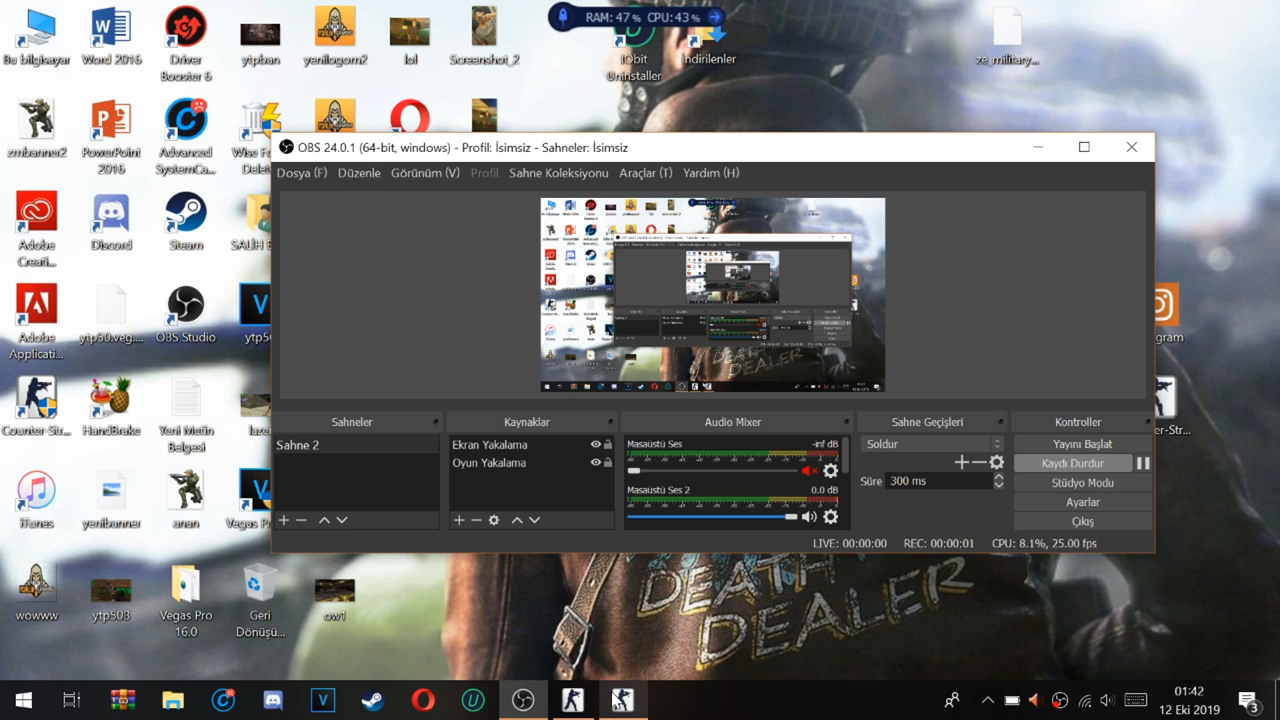 RAM: 47 % CPU: 43 %
Bu bilgisayar
Word 2016
Driver
Booster 6
ytpban
yenilogom2
lol
Screenshot_2
IObit
Uninstaller
İndirilenler
ze_military...
zmbanner2
PowerPoint
2016
Advanced
SystemCa...
Adobe
Creati...
Discord
Steam
Adobe
Applicati...
ytp50.veg....
OBS Studio
Counter-Str...
HandBrake
Yeni Metin
Belgesi
iTunes
yenibanner
anan
wowww
ytp503
Vegas Pro
16.0
Geri
Dönüşü...
ow1
OBS 24.0.1 (64-bit, windows) - Profil: İsimsiz - Sahneler: İsimsiz
Dosya (F) Düzenle Görünüm (V) Profil Sahne Koleksiyonu Araçlar (T) Yardım (H)
DEATH
DEALER
Sahneler
Kaynaklar
Audio Mixer
Sahne Geçişleri
Kontroller
Sahne 2
Ekran Yakalama
Oyun Yakalama
Masaüstü Ses -inf dB
Masaüstü Ses 2 0.0 dB
Soldur
Süre 300 ms
Yayını Başlat
Kaydı Durdur
Stüdyo Modu
Ayarlar
Çıkış
LIVE: 00:00:00 REC: 00:00:01 CPU: 8.1%, 25.00 fps
DEATH
DEALER
01:42
12 Eki 2019
3